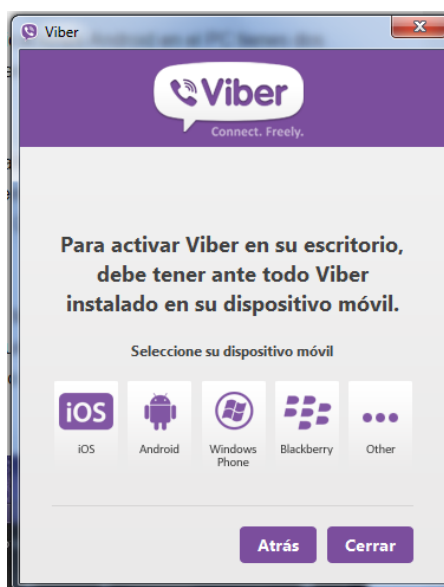 Viber
Viber
Connect. Freely.
Para activar Viber en su escritorio,
debe tener ante todo Viber
instalado en su dispositivo móvil.
Seleccione su dispositivo móvil
iOS
iOS Android Windows Phone Blackberry Other
Atrás Cerrar